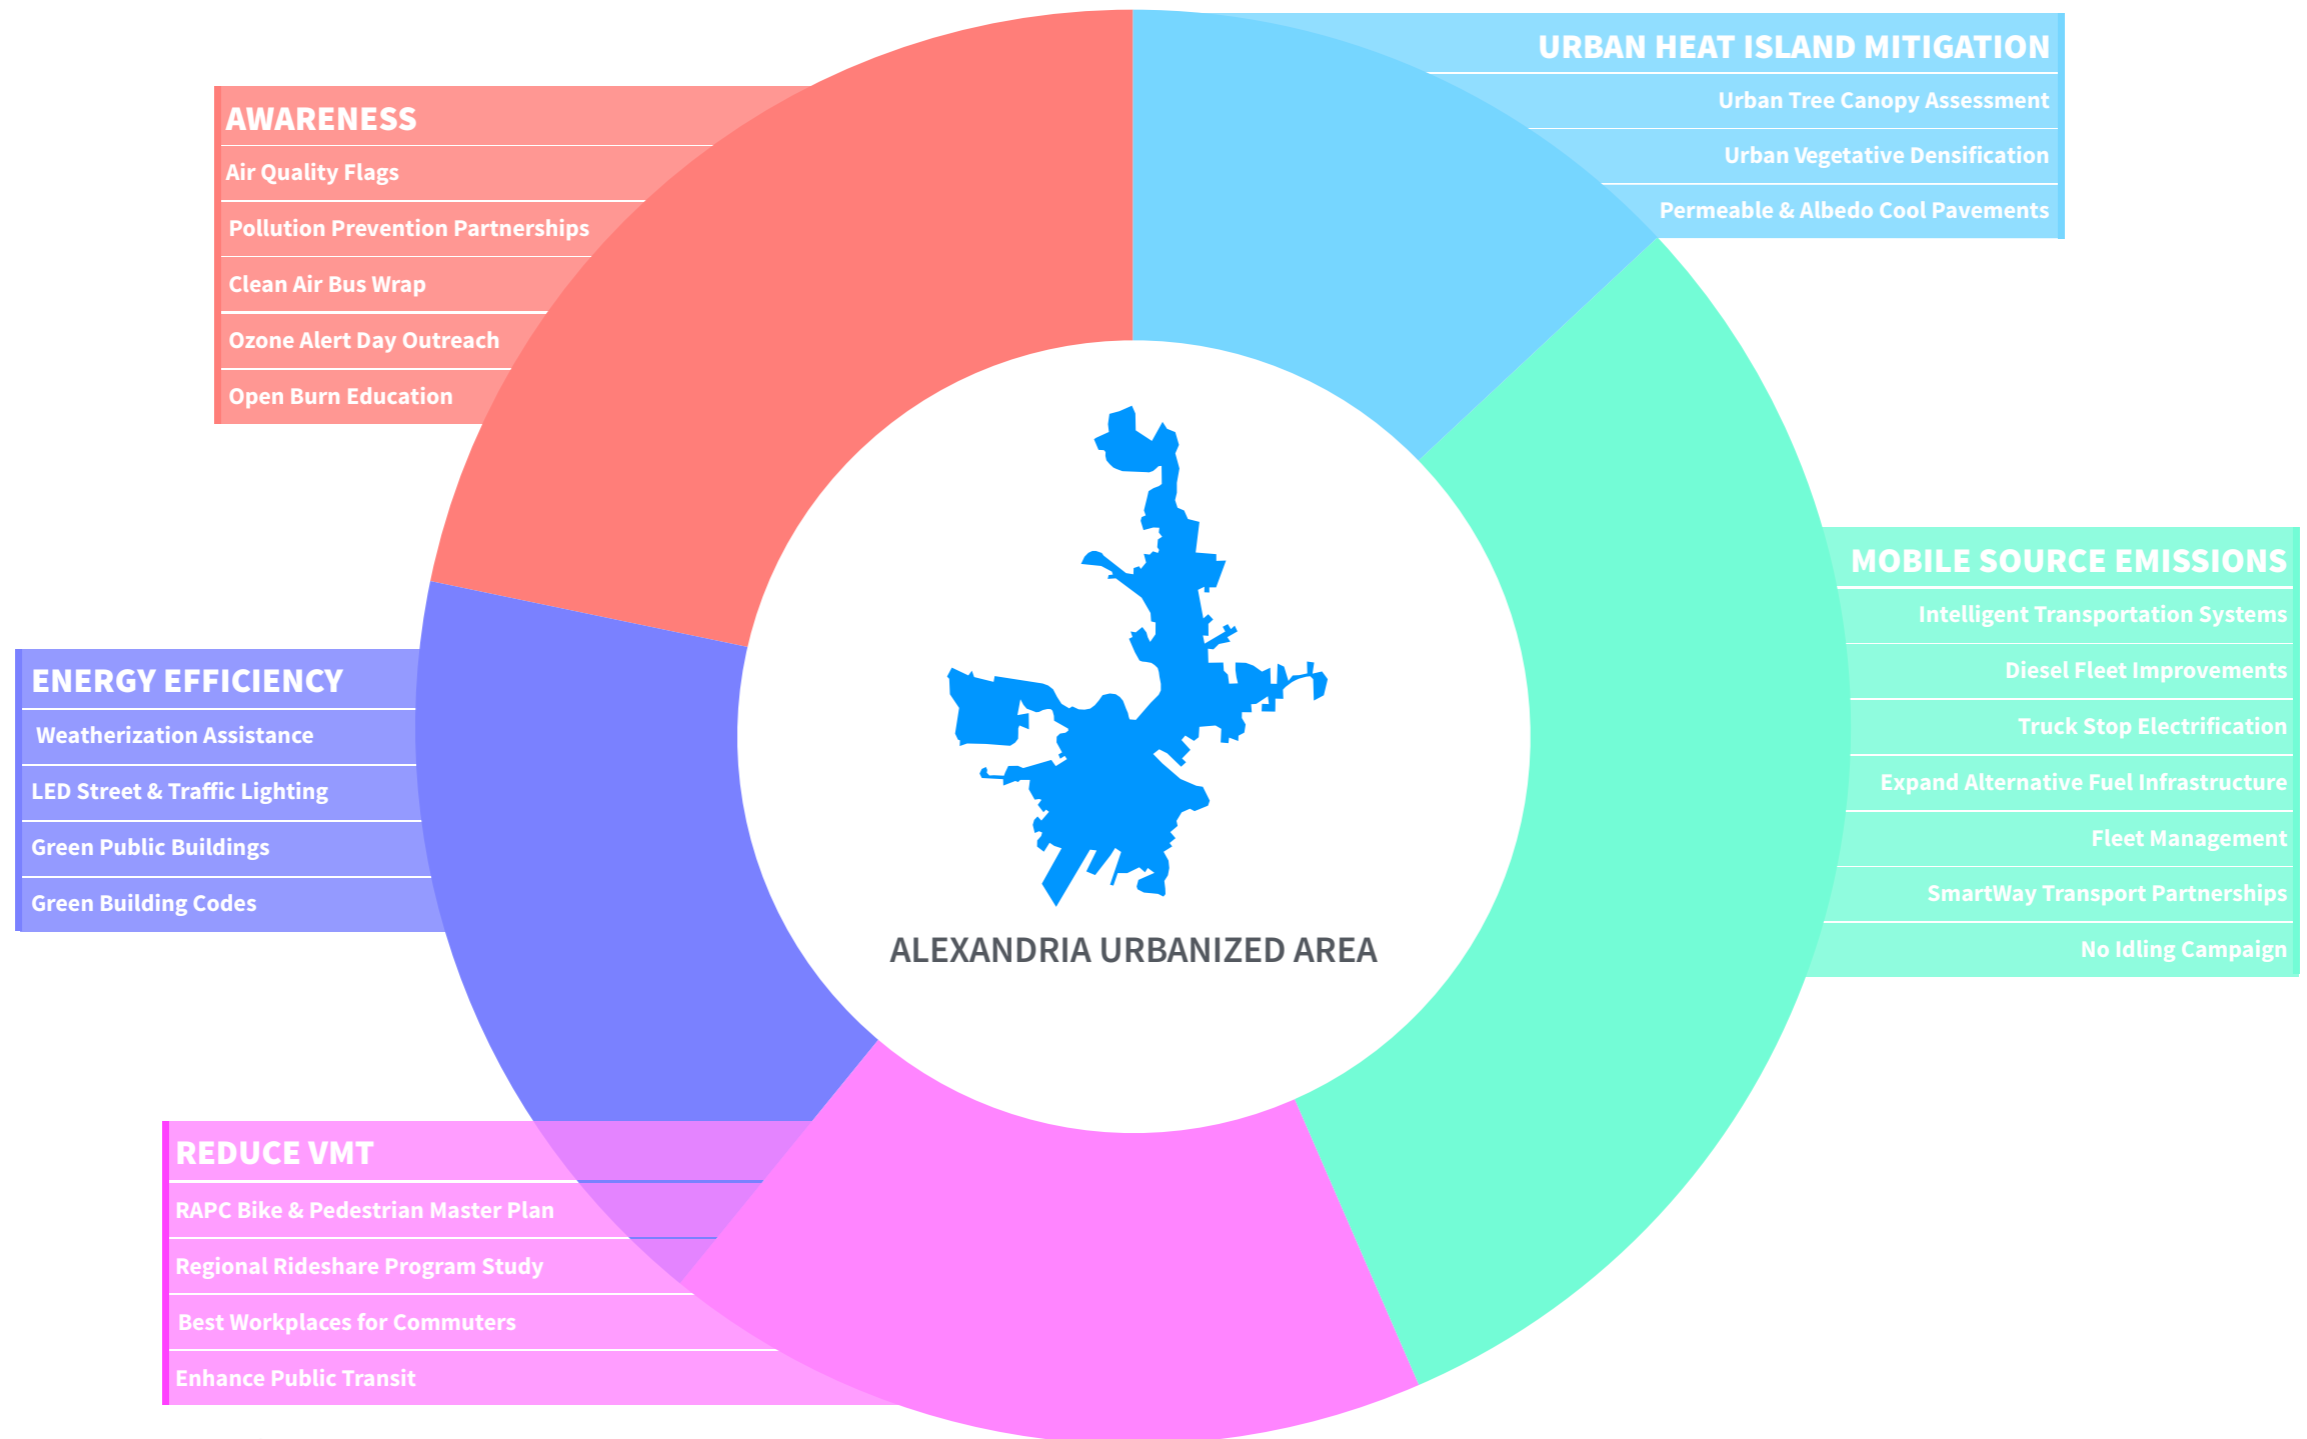 URBAN HEAT ISLAND MITIGATION
Urban Tree Canopy Assessment
Urban Vegetative Densification
Permeable & Albedo Cool Pavements
AWARENESS
Air Quality Flags
Pollution Prevention Partnerships
Clean Air Bus Wrap
Ozone Alert Day Outreach
Open Burn Education
MOBILE SOURCE EMISSIONS
Intelligent Transportation Systems
Diesel Fleet Improvements
Truck Stop Electrification
Expand Alternative Fuel Infrastructure
Fleet Management
SmartWay Transport Partnerships
No Idling Campaign
ENERGY EFFICIENCY
Weatherization Assistance
LED Street & Traffic Lighting
Green Public Buildings
Green Building Codes
ALEXANDRIA URBANIZED AREA
REDUCE VMT
RAPC Bike & Pedestrian Master Plan
Regional Rideshare Program Study
Best Workplaces for Commuters
Enhance Public Transit